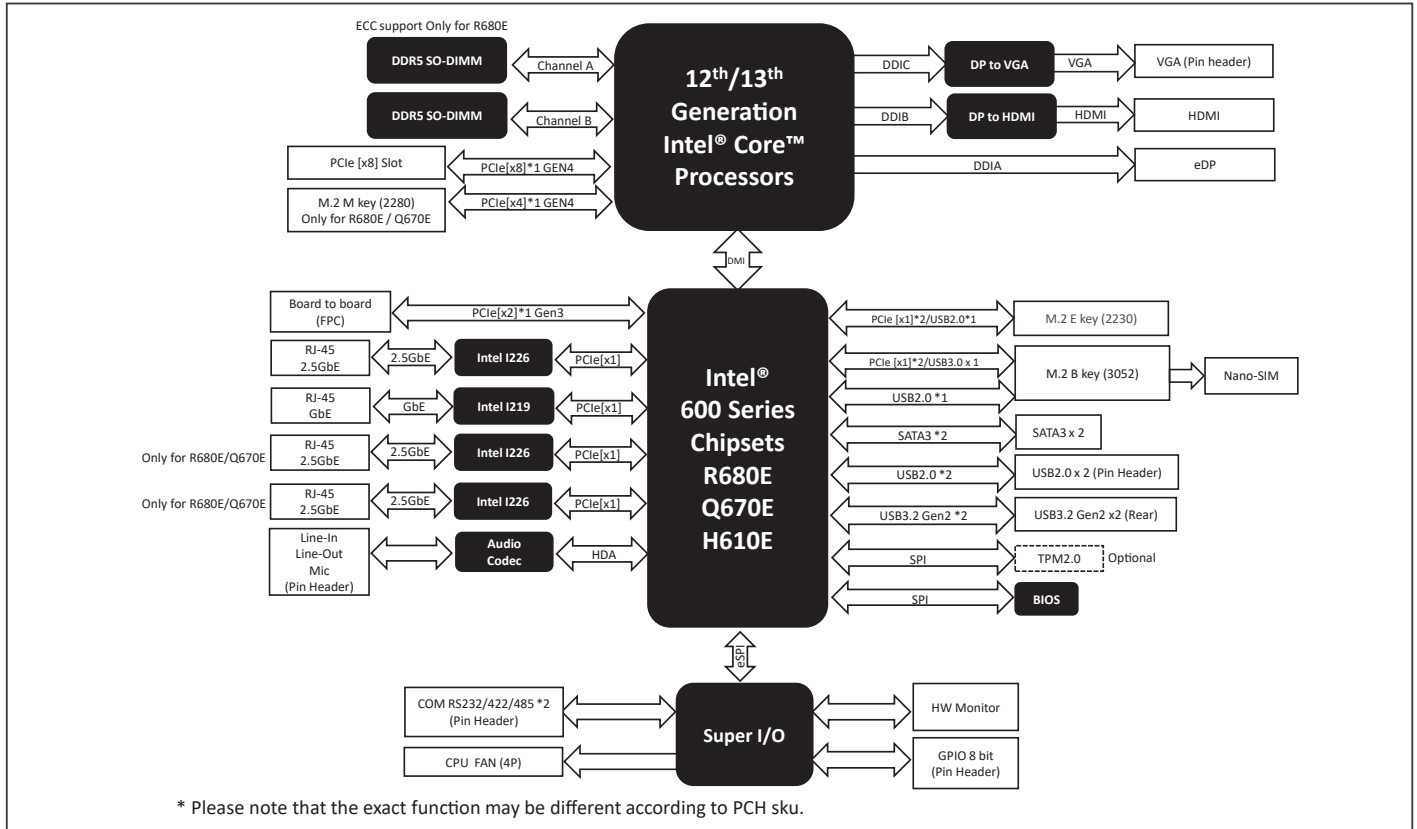 ECC support Only for R680E
DDR5 SO-DIMM
Channel A
DDR5 SO-DIMM
Channel B
PCIe [x8] Slot
PCIe[x8]*1 GEN4
M.2 M key (2280)
Only for R680E / Q670E
PCIe[x4]*1 GEN4
12th/13th
Generation
Intel® Core™
Processors
DDIC
DP to VGA
VGA
VGA (Pin header)
DDIB
DP to HDMI
HDMI
HDMI
DDIA
eDP
DMI
Board to board
(FPC)
PCIe[x2]*1 Gen3
RJ-45
2.5GbE
2.5GbE
Intel I226
PCIe[x1]
RJ-45
GbE
GbE
Intel I219
PCIe[x1]
Only for R680E/Q670E
RJ-45
2.5GbE
2.5GbE
Intel I226
PCIe[x1]
Only for R680E/Q670E
RJ-45
2.5GbE
2.5GbE
Intel I226
PCIe[x1]
Line-In
Line-Out
Mic
(Pin Header)
Audio
Codec
HDA
Intel®
600 Series
Chipsets
R680E
Q670E
H610E
PCIe [x1]*2/USB2.0*1
M.2 E key (2230)
PCIe [x1]*2/USB3.0 x 1
M.2 B key (3052)
Nano-SIM
USB2.0 *1
SATA3 *2
SATA3 x 2
USB2.0 *2
USB2.0 x 2 (Pin Header)
USB3.2 Gen2 *2
USB3.2 Gen2 x2 (Rear)
SPI
TPM2.0
Optional
SPI
BIOS
eSPI
COM RS232/422/485 *2
(Pin Header)
CPU FAN (4P)
Super I/O
HW Monitor
GPIO 8 bit
(Pin Header)
* Please note that the exact function may be different according to PCH sku.